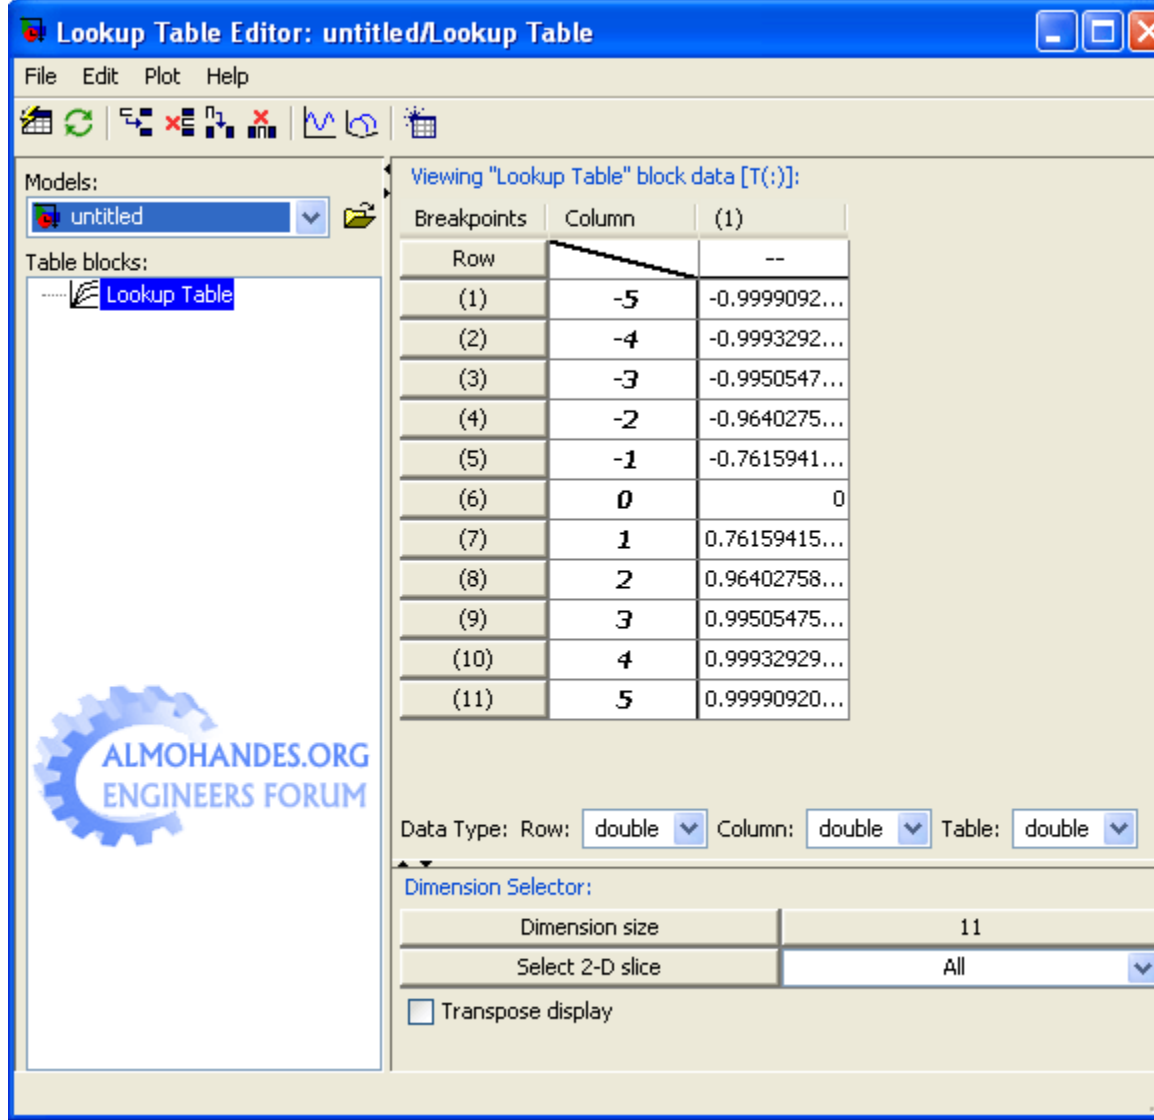 Lookup Table Editor: untitled/Lookup Table
File Edit Plot Help
Models:
untitled
Table blocks:
Lookup Table
ALMOHANDES.ORG
ENGINEERS FORUM
Viewing "Lookup Table" block data [T(:)]:
Breakpoints Column (1)
Row --
(1) -5 -0.9999092...
(2) -4 -0.9993292...
(3) -3 -0.9950547...
(4) -2 -0.9640275...
(5) -1 -0.7615941...
(6) 0 0
(7) 1 0.76159415...
(8) 2 0.96402758...
(9) 3 0.99505475...
(10) 4 0.99932929...
(11) 5 0.99990920...
Data Type: Row: double Column: double Table: double
Dimension Selector:
Dimension size 11
Select 2-D slice All
Transpose display